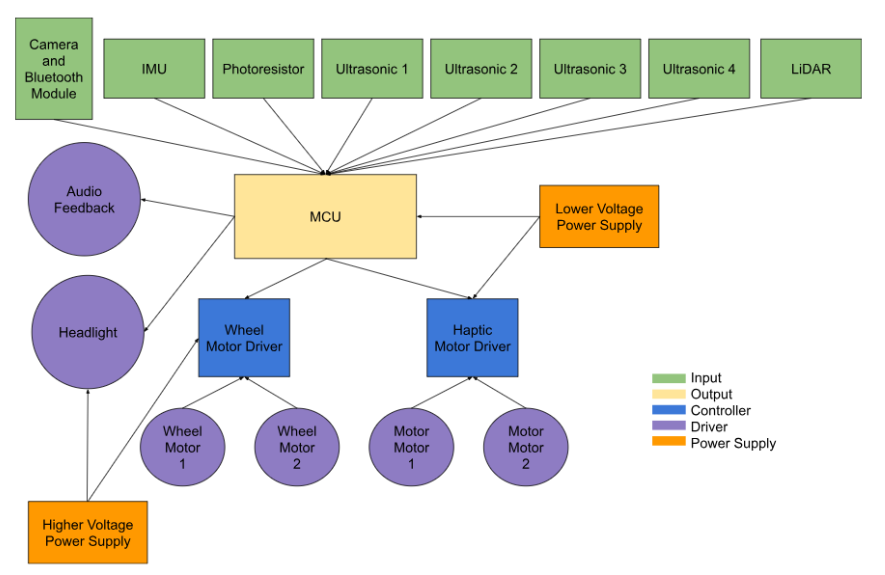 Camera
and
Bluetooth
Module
IMU
Photoresistor
Ultrasonic 1
Ultrasonic 2
Ultrasonic 3
Ultrasonic 4
LiDAR
Audio
Feedback
MCU
Lower Voltage
Power Supply
Headlight
Wheel
Motor Driver
Haptic
Motor Driver
Wheel
Motor
1
Wheel
Motor
2
Motor
Motor
1
Motor
Motor
2
Input
Output
Controller
Driver
Power Supply
Higher Voltage
Power Supply